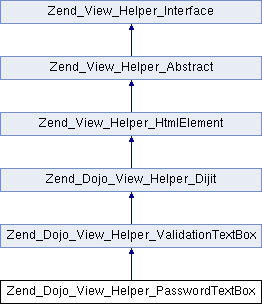 Zend_View_Helper_Interface
Zend_View_Helper_Abstract
Zend_View_Helper_HtmlElement
Zend_Dojo_View_Helper_Dijit
Zend_Dojo_View_Helper_ValidationTextBox
Zend_Dojo_View_Helper_PasswordTextBox